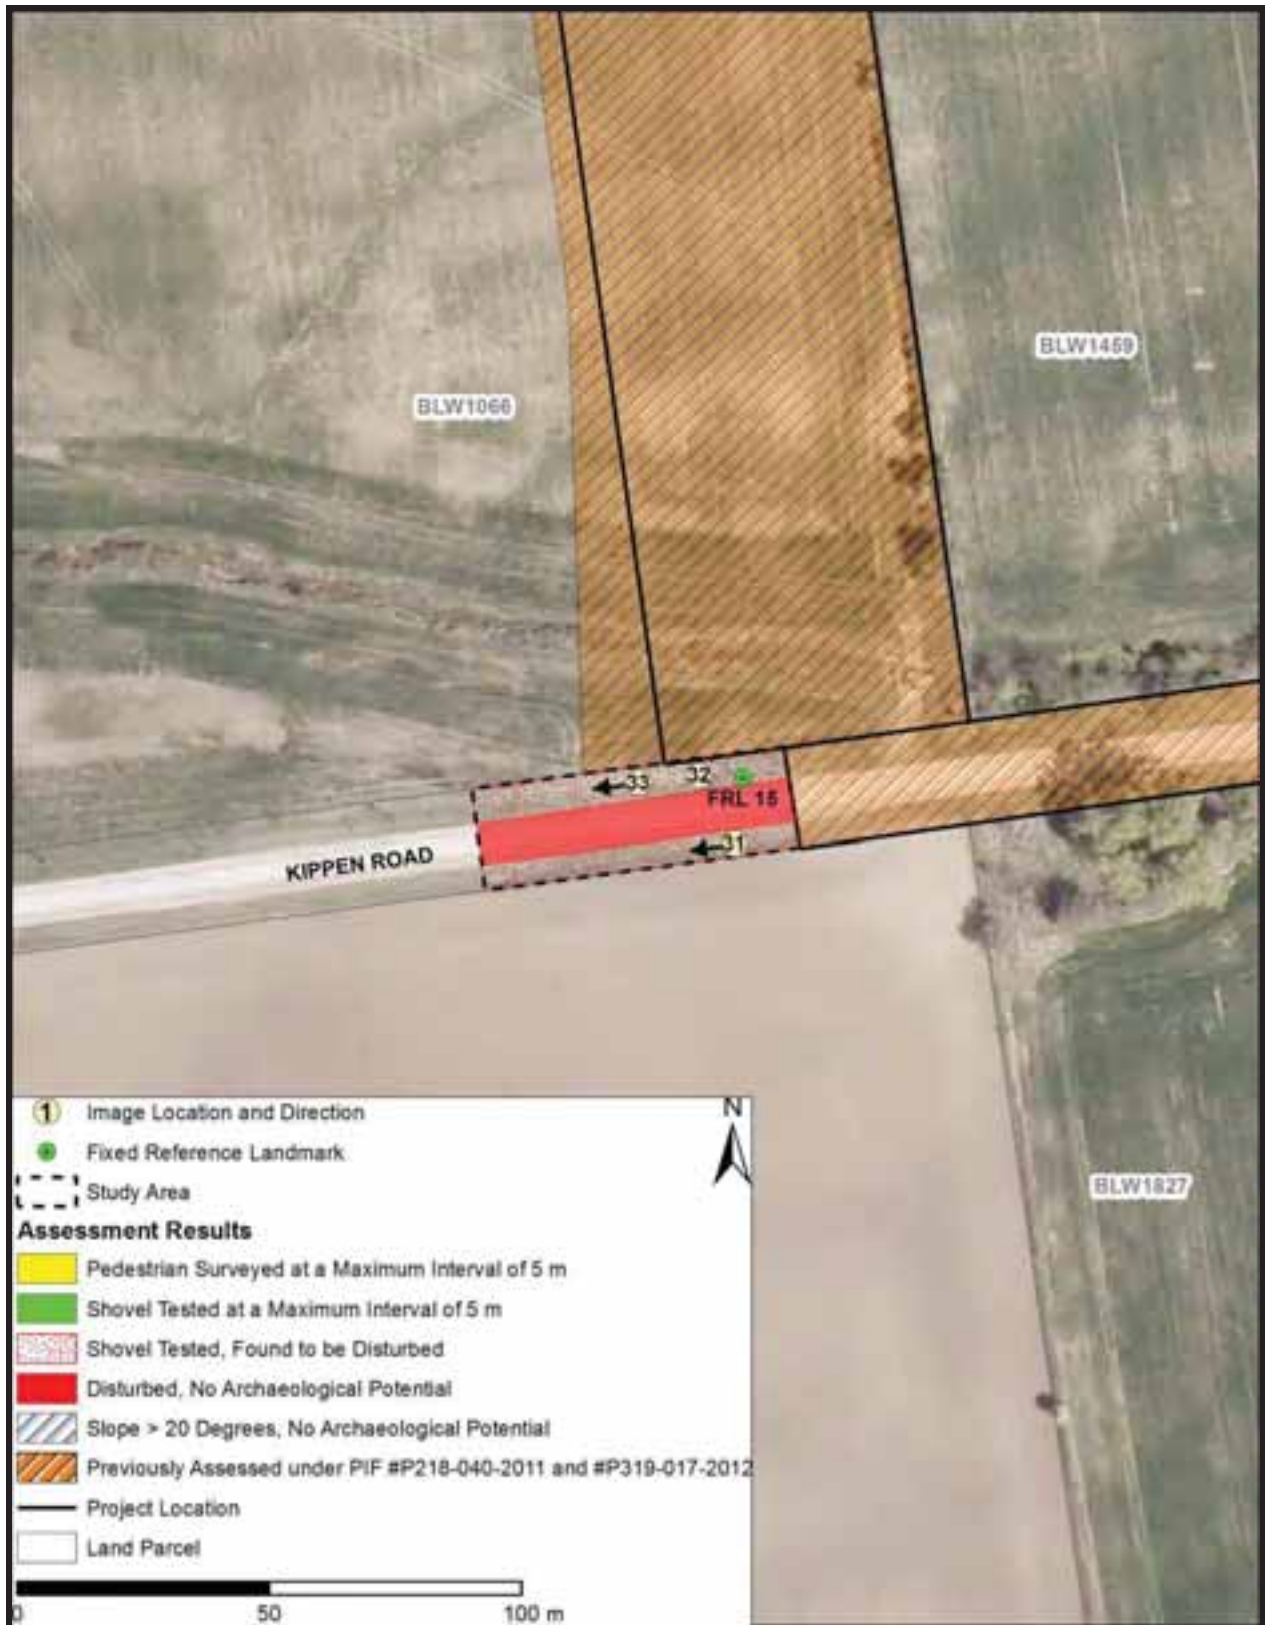 BLW1459
BLW1066
33
32
FRL 15
31
KIPPEN ROAD
BLW1827
N
1 Image Location and Direction
Fixed Reference Landmark
Study Area
Assessment Results
Pedestrian Surveyed at a Maximum Interval of 5 m
Shovel Tested at a Maximum Interval of 5 m
Shovel Tested, Found to be Disturbed
Disturbed, No Archaeological Potential
Slope > 20 Degrees, No Archaeological Potential
Previously Assessed under PIF #P218-040-2011 and #P319-017-2012
Project Location
Land Parcel
0 50 100 m